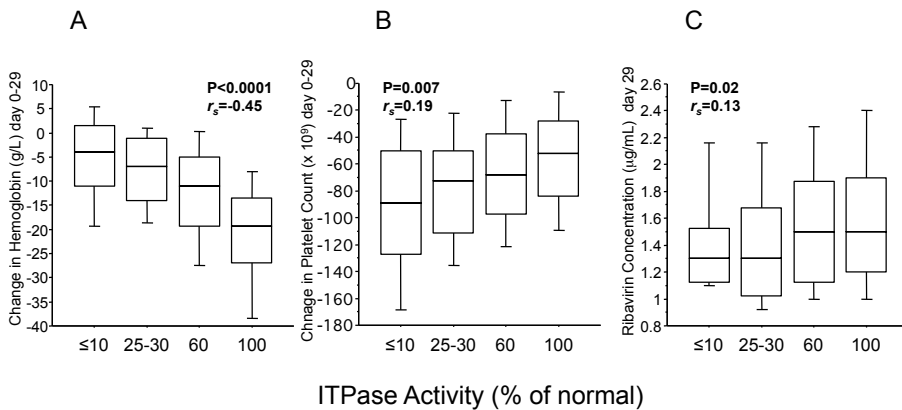 A
B
C
P<0.0001
rs=-0.45
P=0.007
rs=0.19
P=0.02
rs=0.13
Change in Hemoglobin (g/L) day 0-29
10
5
0
-5
-10
-15
-20
-25
-30
-35
-40
≤10 25-30 60 100
Chnage in Platelet Count (x 10⁹) day 0-29
0
-20
-40
-60
-80
-100
-120
-140
-160
-180
≤10 25-30 60 100
Ribavirin Concentration (μg/mL) day 29
2.6
2.4
2.2
2
1.8
1.6
1.4
1.2
1
0.8
≤10 25-30 60 100
ITPase Activity (% of normal)